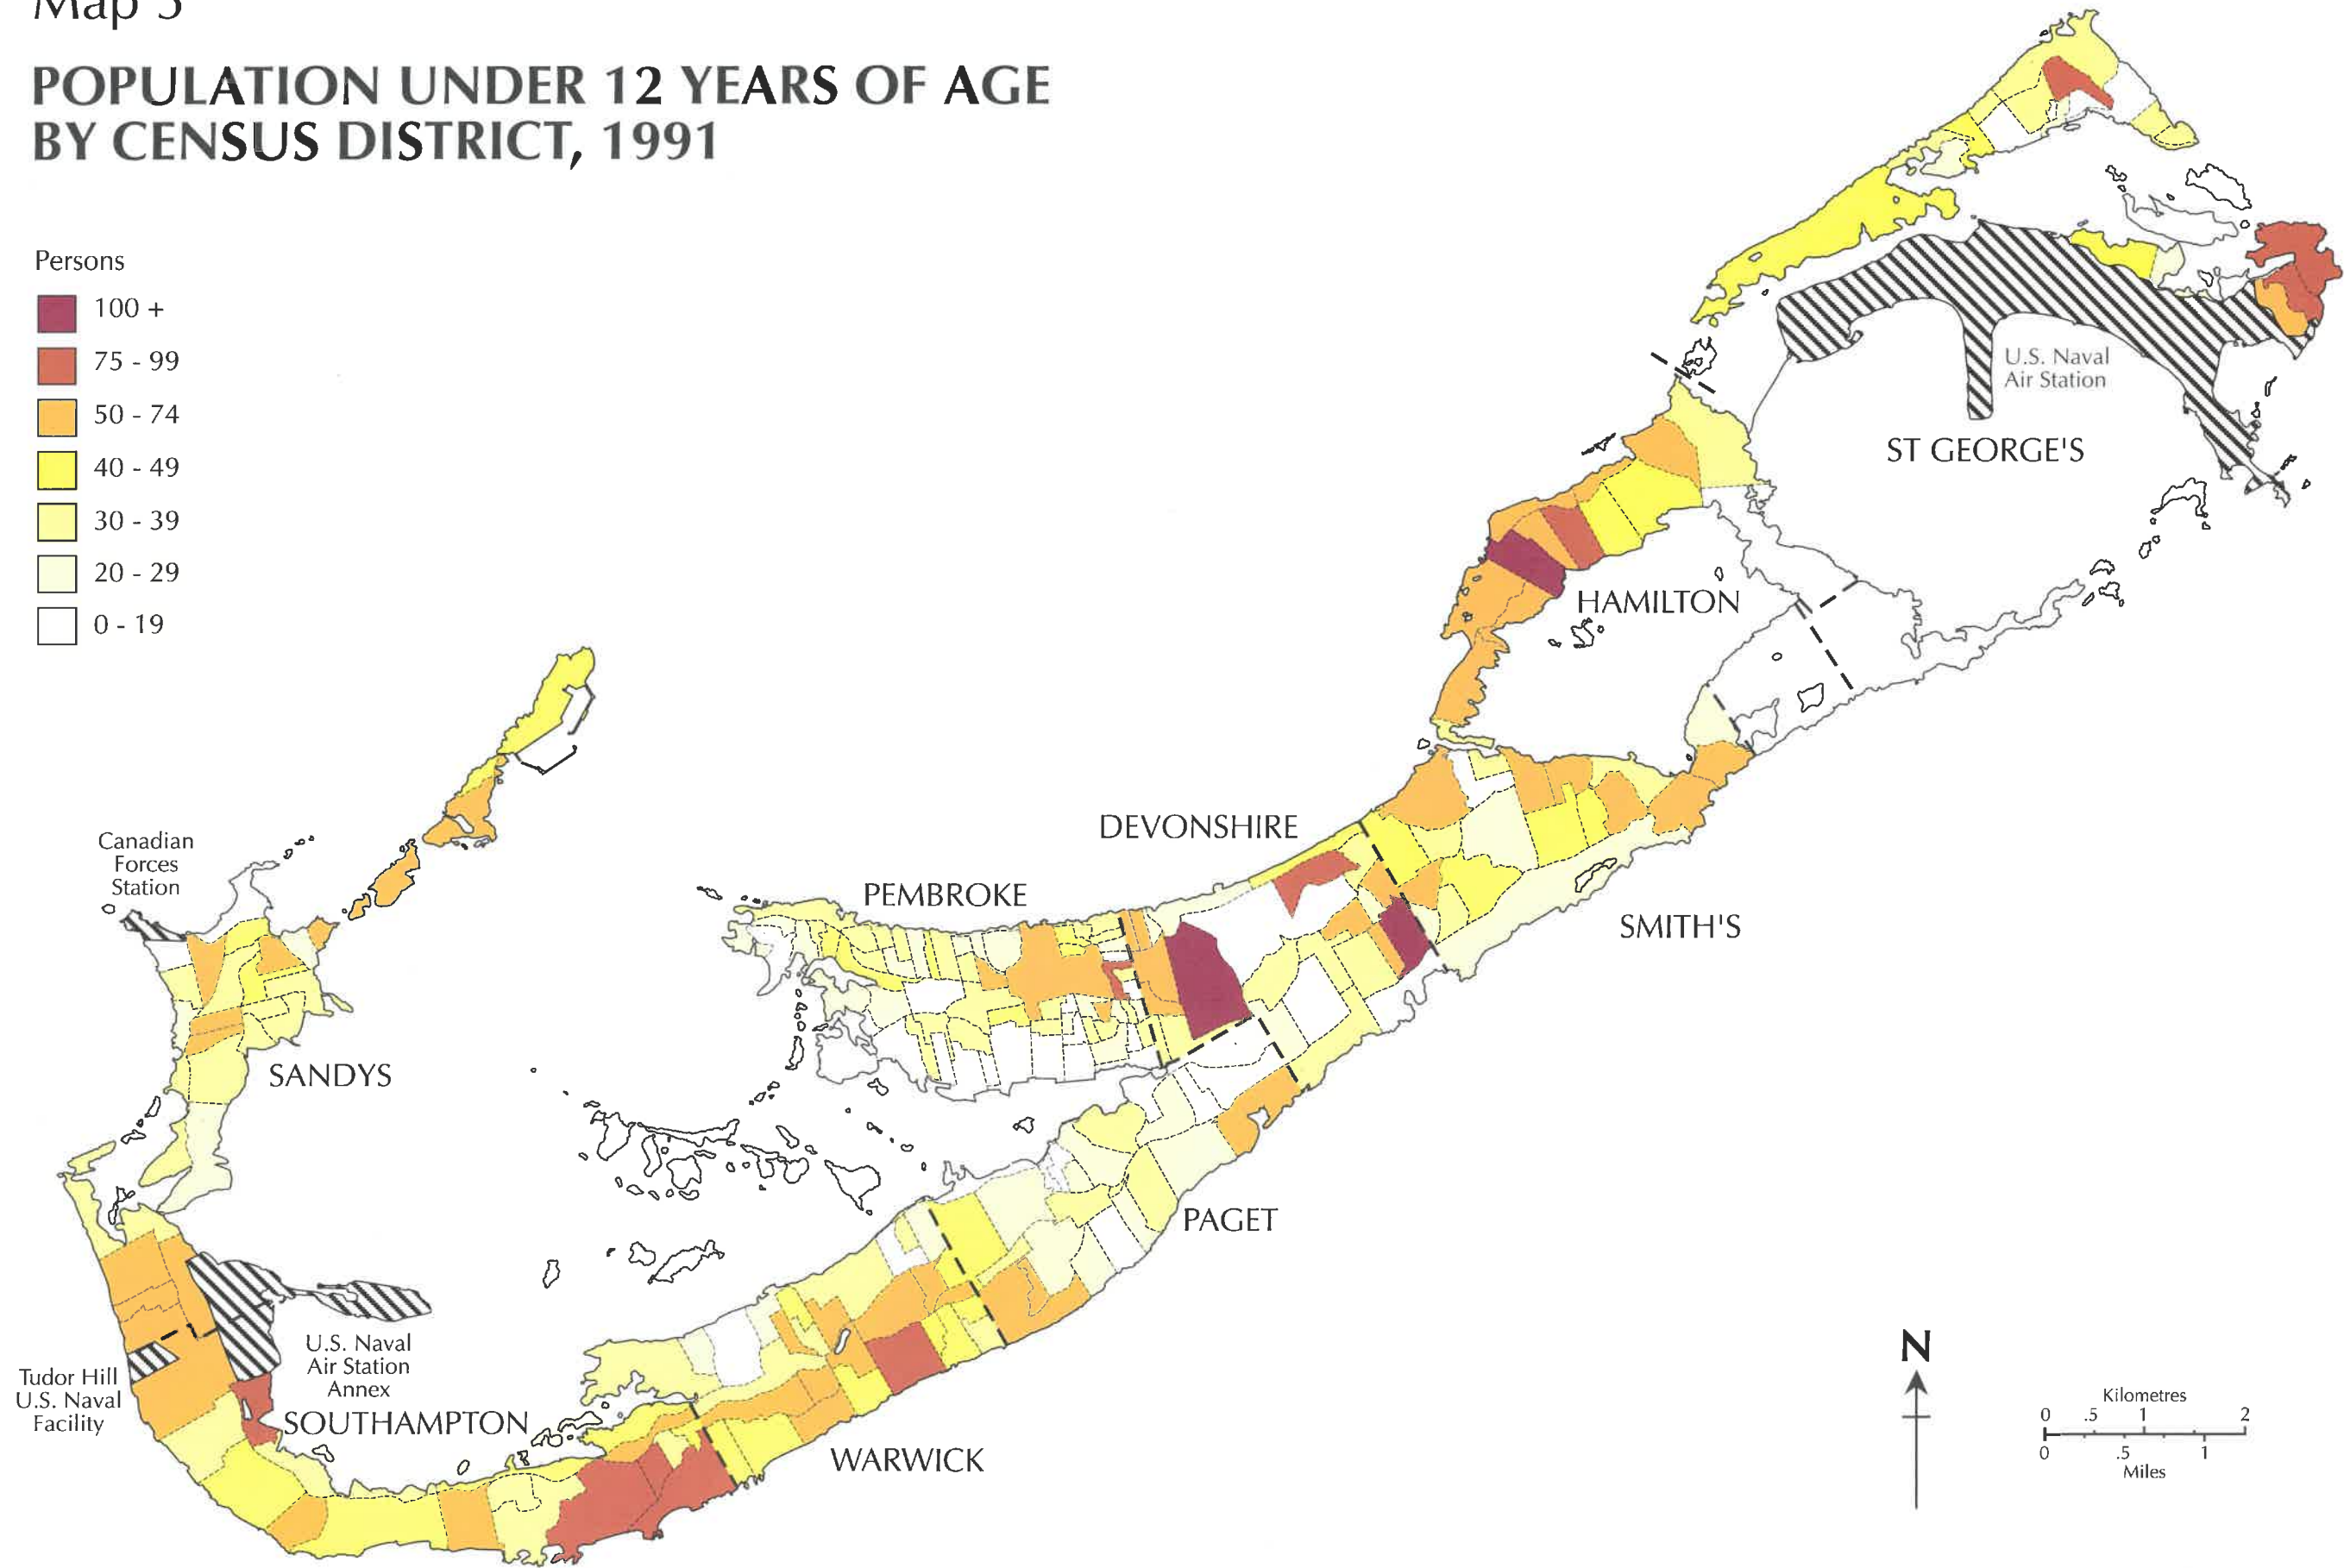 Map 3
POPULATION UNDER 12 YEARS OF AGE
BY CENSUS DISTRICT, 1991
Persons
100 +
75 - 99
50 - 74
40 - 49
30 - 39
20 - 29
0 - 19
U.S. Naval
Air Station
ST GEORGE'S
HAMILTON
Canadian
Forces
Station
DEVONSHIRE
PEMBROKE
SMITH'S
SANDYS
PAGET
U.S. Naval
Air Station
Annex
Tudor Hill
U.S. Naval
Facility
SOUTHAMPTON
WARWICK
N
Kilometres
0 .5 1 2
0 .5 1
Miles